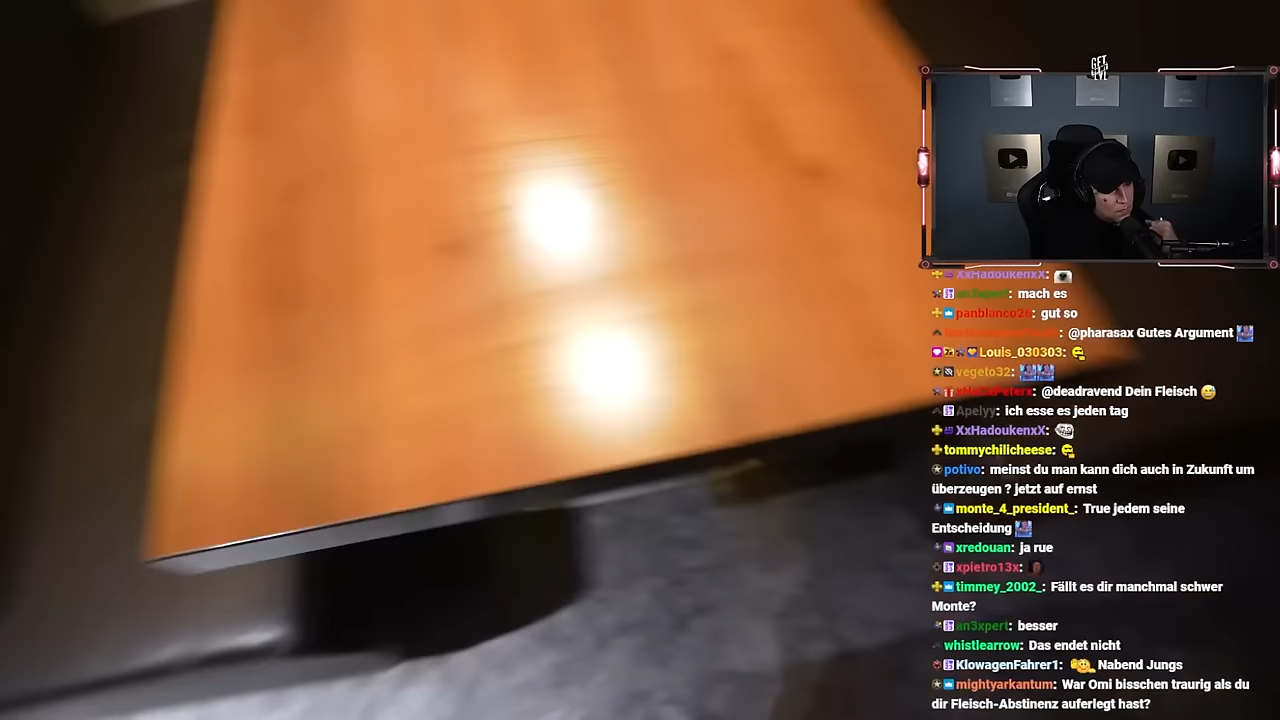 GET
LVL
XxHadoukenxX:
an3xpert: mach es
panblanco26: gut so
: @pharasax Gutes Argument
Louis_030303:
vegeto32:
@deadravend Dein Fleisch
Apelyy: ich esse es jeden tag
XxHadoukenxX:
tommychilicheese:
potivo: meinst du man kann dich auch in Zukunft um
überzeugen ? jetzt auf ernst
monte_4_president_: True jedem seine
Entscheidung
xredouan: ja rue
xpietro13x:
timmey_2002_: Fällt es dir manchmal schwer
Monte?
an3xpert: besser
whistlearrow: Das endet nicht
KlowagenFahrer1: Nabend Jungs
mightyarkantum: War Omi bisschen traurig als du
dir Fleisch-Abstinenz auferlegt hast?